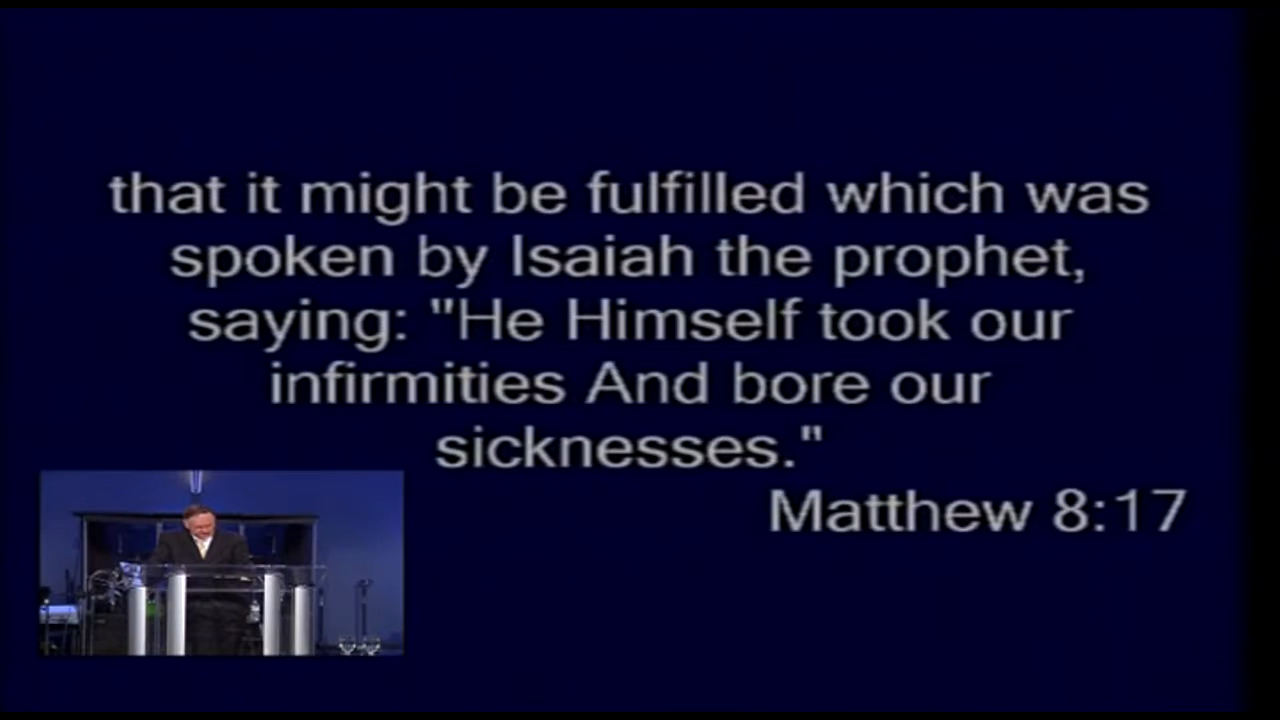 that it might be fulfilled which was
spoken by Isaiah the prophet,
saying: "He Himself took our
infirmities And bore our
sicknesses."
Matthew 8:17